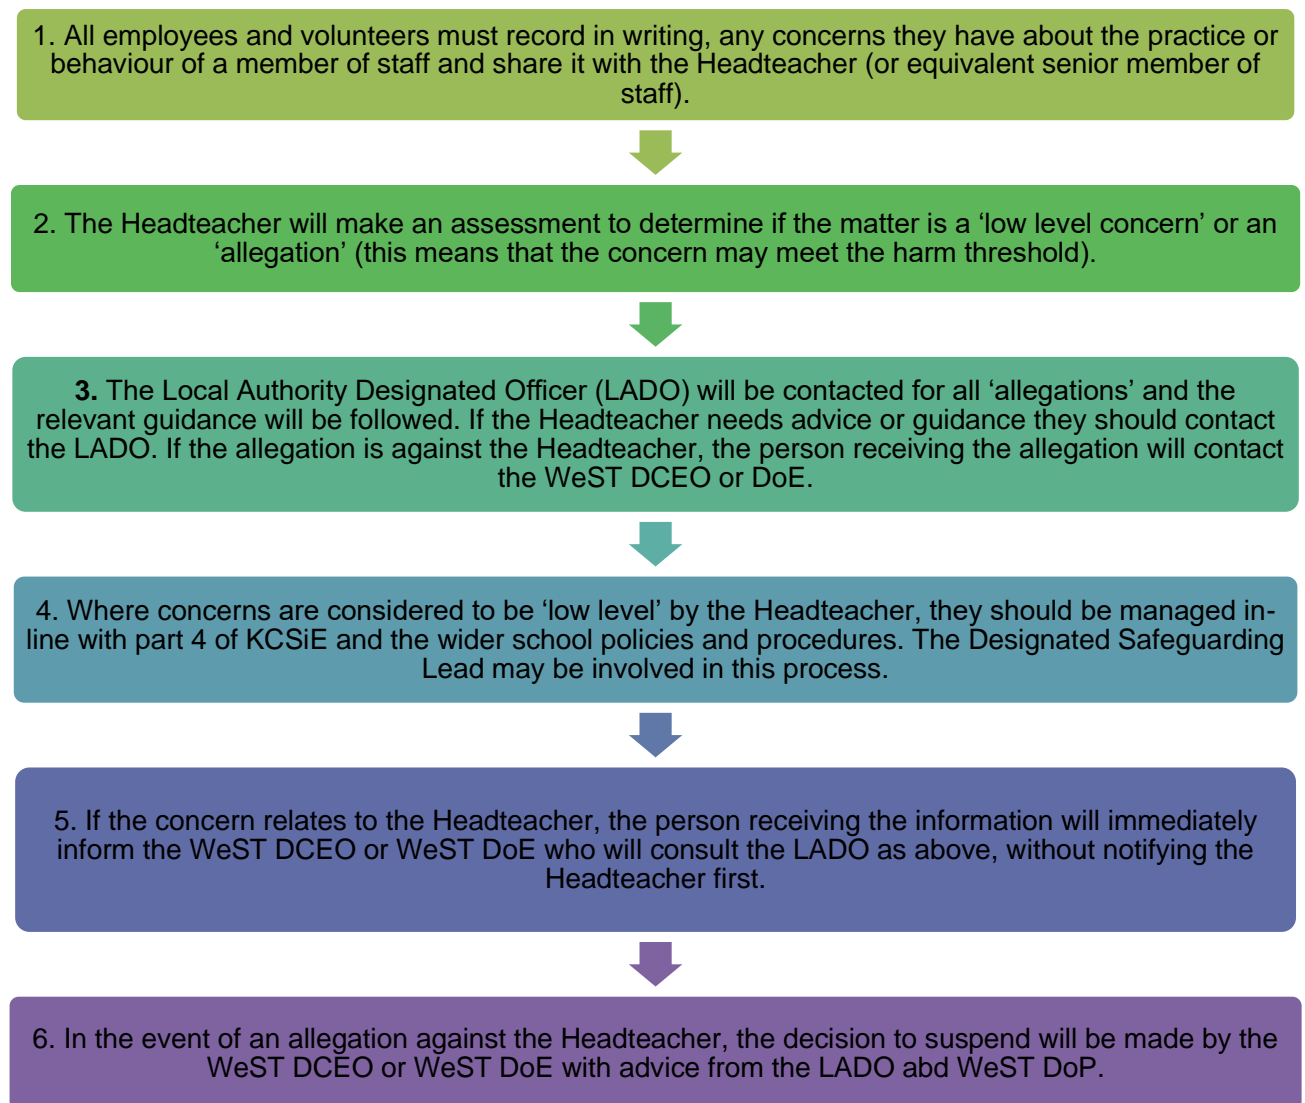 1. All employees and volunteers must record in writing, any concerns they have about the practice or
behaviour of a member of staff and share it with the Headteacher (or equivalent senior member of
staff).
2. The Headteacher will make an assessment to determine if the matter is a ‘low level concern’ or an
‘allegation’ (this means that the concern may meet the harm threshold).
3. The Local Authority Designated Officer (LADO) will be contacted for all ‘allegations’ and the
relevant guidance will be followed. If the Headteacher needs advice or guidance they should contact
the LADO. If the allegation is against the Headteacher, the person receiving the allegation will contact
the WeST DCEO or DoE.
4. Where concerns are considered to be ‘low level’ by the Headteacher, they should be managed in-
line with part 4 of KCSiE and the wider school policies and procedures. The Designated Safeguarding
Lead may be involved in this process.
5. If the concern relates to the Headteacher, the person receiving the information will immediately
inform the WeST DCEO or WeST DoE who will consult the LADO as above, without notifying the
Headteacher first.
6. In the event of an allegation against the Headteacher, the decision to suspend will be made by the
WeST DCEO or WeST DoE with advice from the LADO abd WeST DoP.